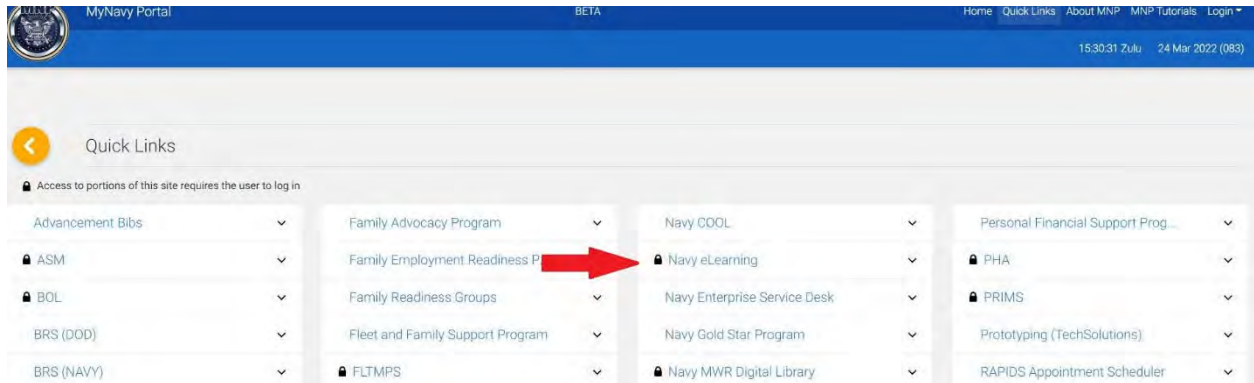 MyNavy Portal
BETA
Home Quick Links About MNP MNP Tutorials Login
15:30:31 Zulu 24 Mar 2022 (083)
Quick Links
Access to portions of this site requires the user to log in
Advancement Bibs
ASM
BOL
BRS (DOD)
BRS (NAVY)
Family Advocacy Program
Family Employment Readiness P
Family Readiness Groups
Fleet and Family Support Program
FLTMPS
Navy COOL
Navy eLearning
Navy Enterprise Service Desk
Navy Gold Star Program
Navy MWR Digital Library
Personal Financial Support Prog...
PHA
PRIMS
Prototyping (TechSolutions)
RAPIDS Appointment Scheduler